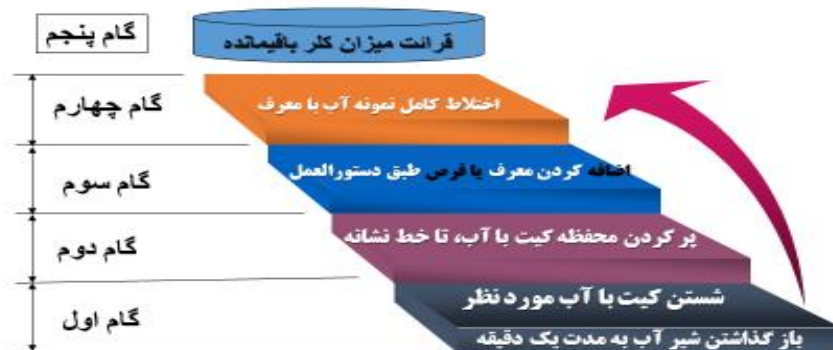 گام پنجم
قرائت میزان کلر باقیمانده
گام چهارم
اختلاط کامل نمونه آب با معرف
گام سوم
اضافه کردن معرف یا قرص طبق دستورالعمل
گام دوم
پر کردن محفظه کیت با آب، تا خط نشانه
گام اول
شستن کیت با آب مورد نظر
باز گذاشتن شیر آب به مدت یک دقیقه